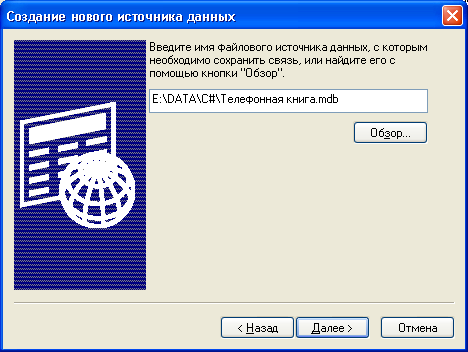 Создание нового источника данных
Введите имя файлового источника данных, с которым
необходимо сохранить связь, или найдите его с
помощью кнопки "Обзор".
E:\DATA\C#\Телефонная книга.mdb
Обзор...
< Назад
Далее >
Отмена